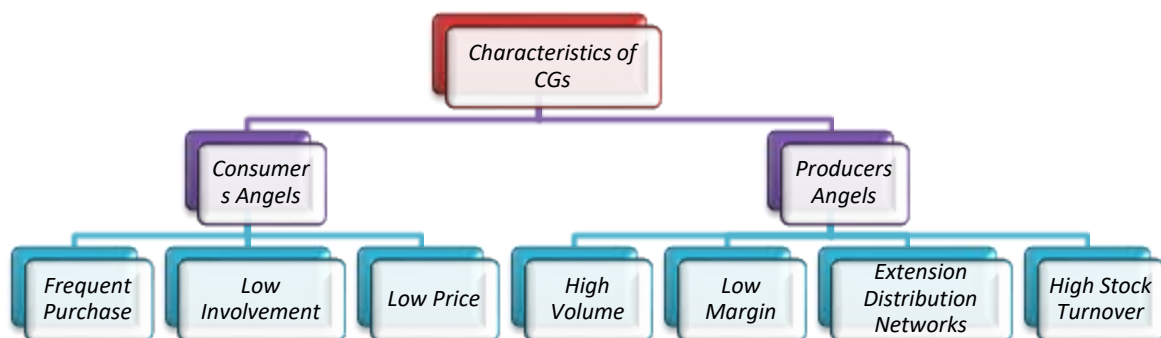 Characteristics of
CGs
Consumer
s Angels
Producers
Angels
Frequent
Purchase
Low
Involvement
Low Price
High
Volume
Low
Margin
Extension
Distribution
Networks
High Stock
Turnover